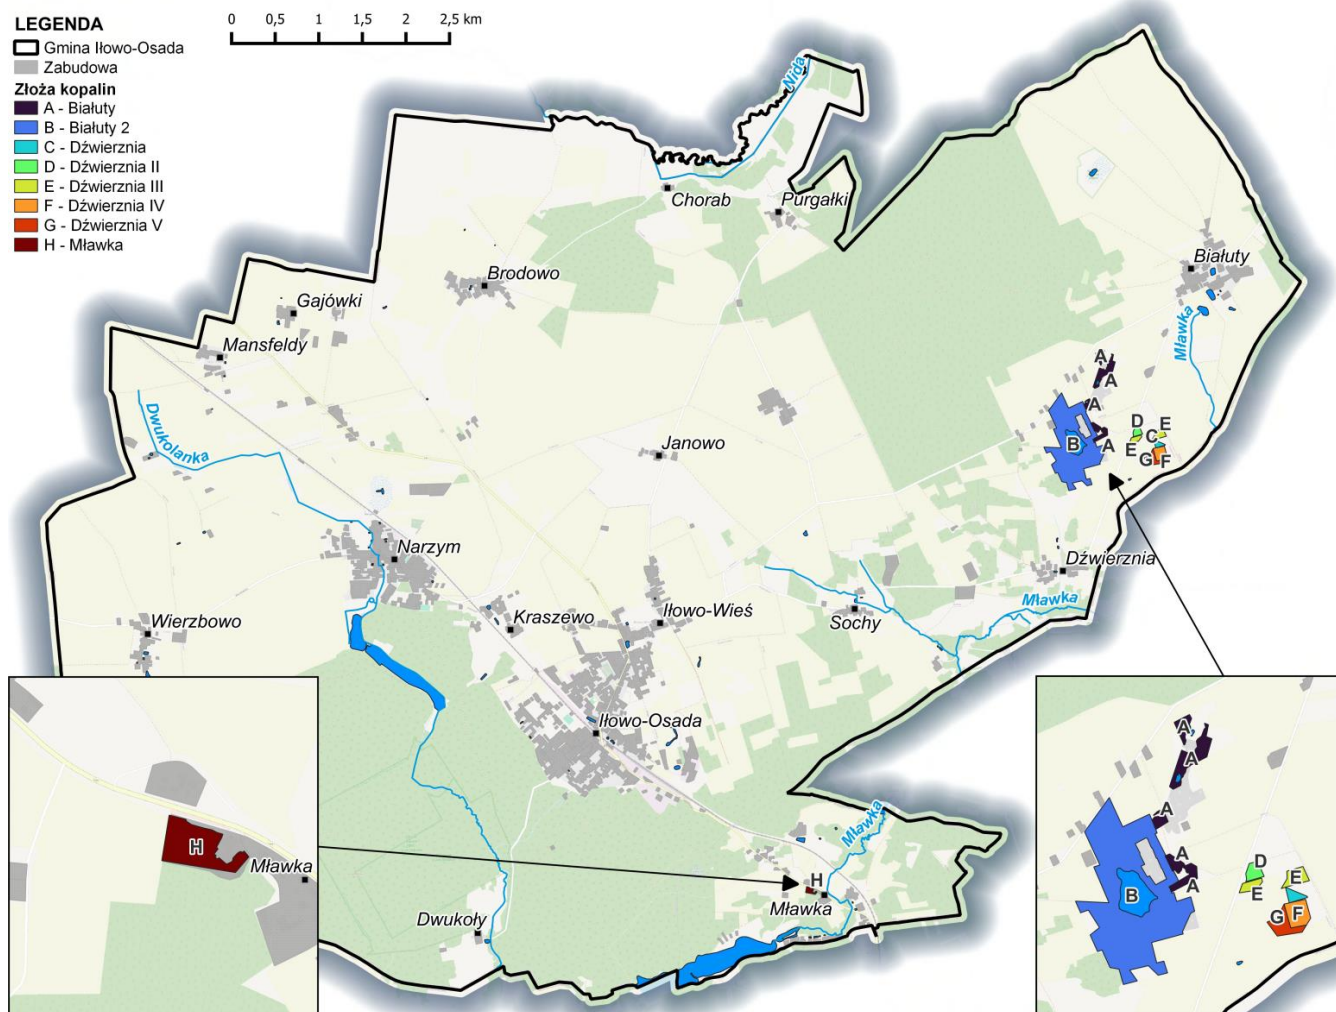 LEGENDA
Gmina Iłowo-Osada
Zabudowa
Złoża kopalin
A - Białuty
B - Białuty 2
C - Dźwierznia
D - Dźwierznia II
E - Dźwierznia III
F - Dźwierznia IV
G - Dźwierznia V
H - Mławka
0 0,5 1 1,5 2 2,5 km
Nida
Chorab
Purgałki
Białuty
Brodowo
Gajówki
Mansfeldy
Mławka
A
A
A
A
B
D
E
C
E
G
F
Dwukolanka
Janowo
Narzym
Dźwierznia
Mławka
Wierzbowo
Kraszewo
Iłowo-Wieś
Sochy
Iłowo-Osada
Mławka
H
Mławka
Dwukoły
H
Mławka
A
A
A
A
A
B
D
E
E
G
F